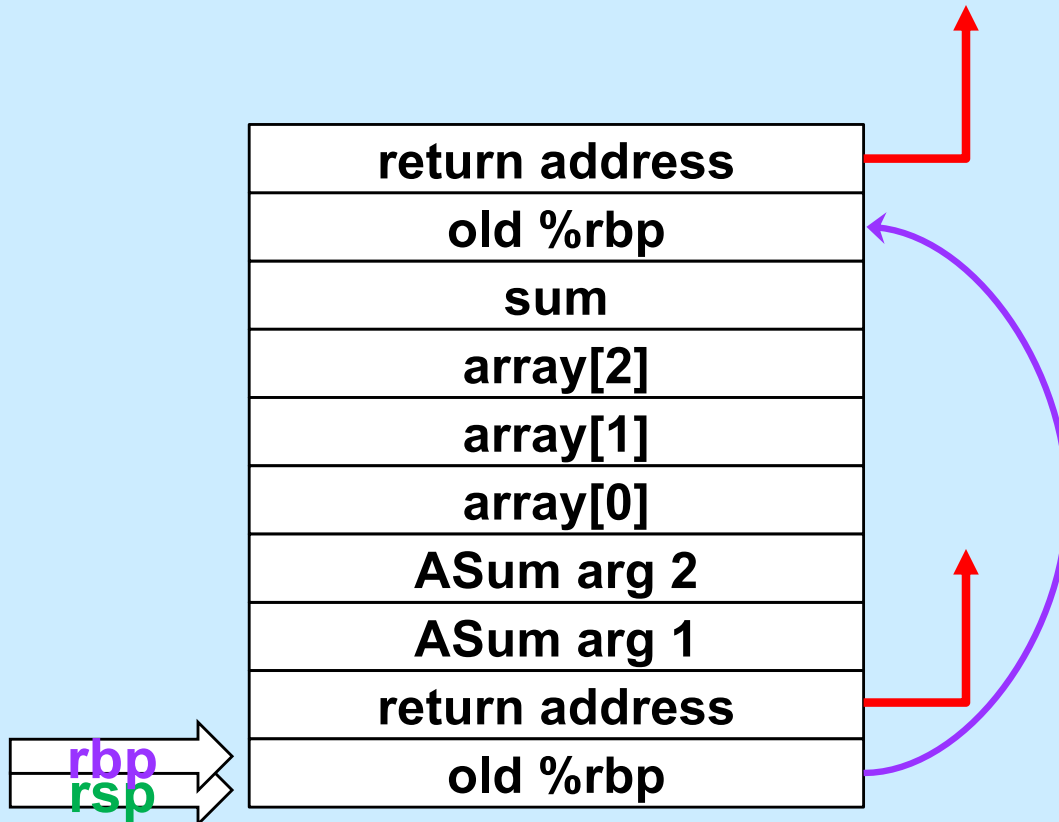 return address
old %rbp
sum
array[2]
array[1]
array[0]
ASum arg 2
ASum arg 1
return address
rbp
rsp
old %rbp